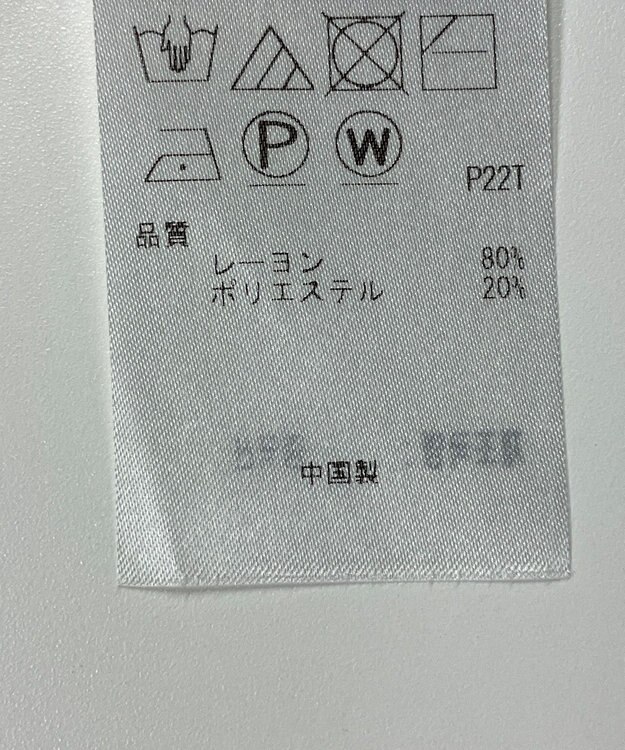 P W
P22T
品質
レーヨン 80%
ポリエステル 20%
中国製